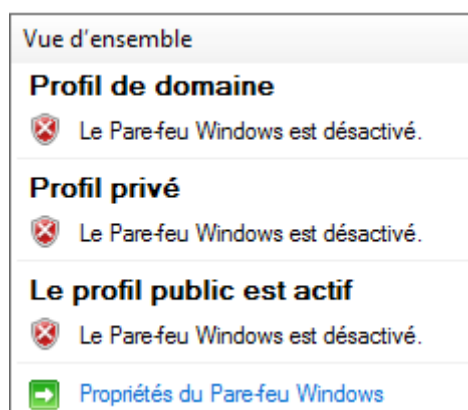 Vue d'ensemble
Profil de domaine
Le Pare-feu Windows est désactivé.
Profil privé
Le Pare-feu Windows est désactivé.
Le profil public est actif
Le Pare-feu Windows est désactivé.
Propriétés du Pare-feu Windows